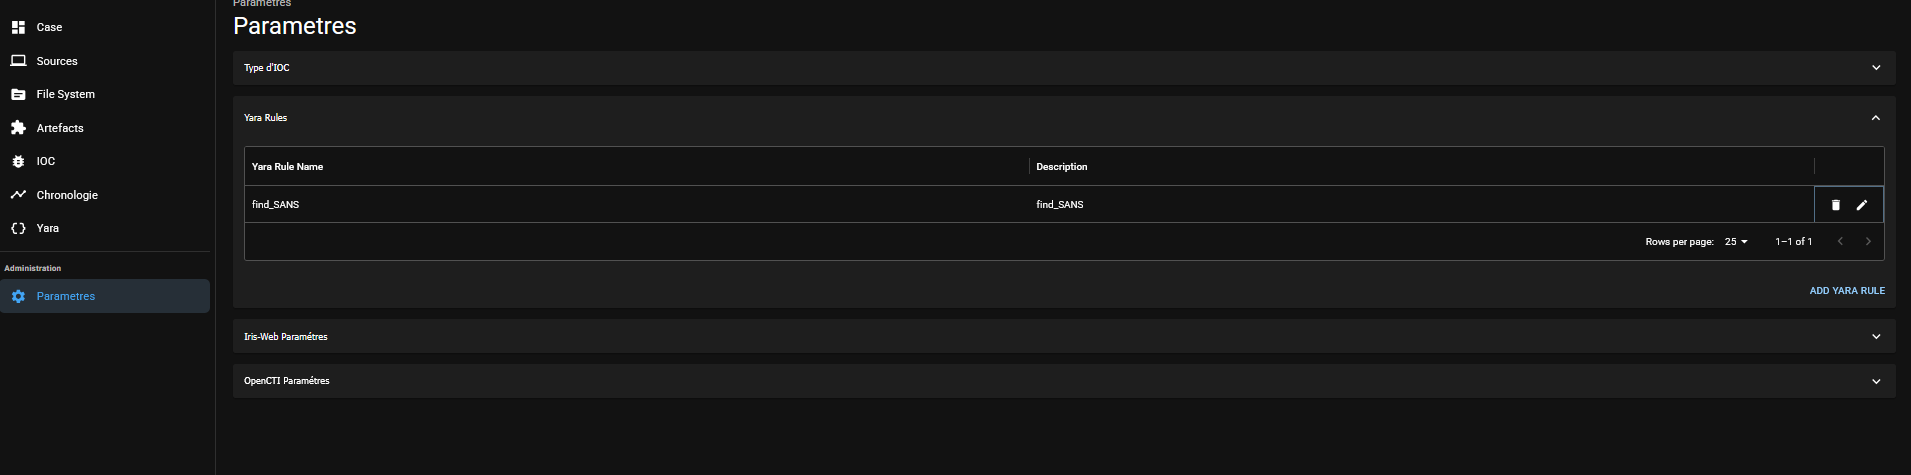 Case
Sources
File System
Artefacts
IOC
Chronologie
Yara
Administration
Parametres
Parametres
Parametres
Type d'IOC
Yara Rules
Yara Rule Name Description
find_SANS find_SANS
Rows per page: 25 1–1 of 1
ADD YARA RULE
Iris-Web Paramétres
OpenCTI Paramétres